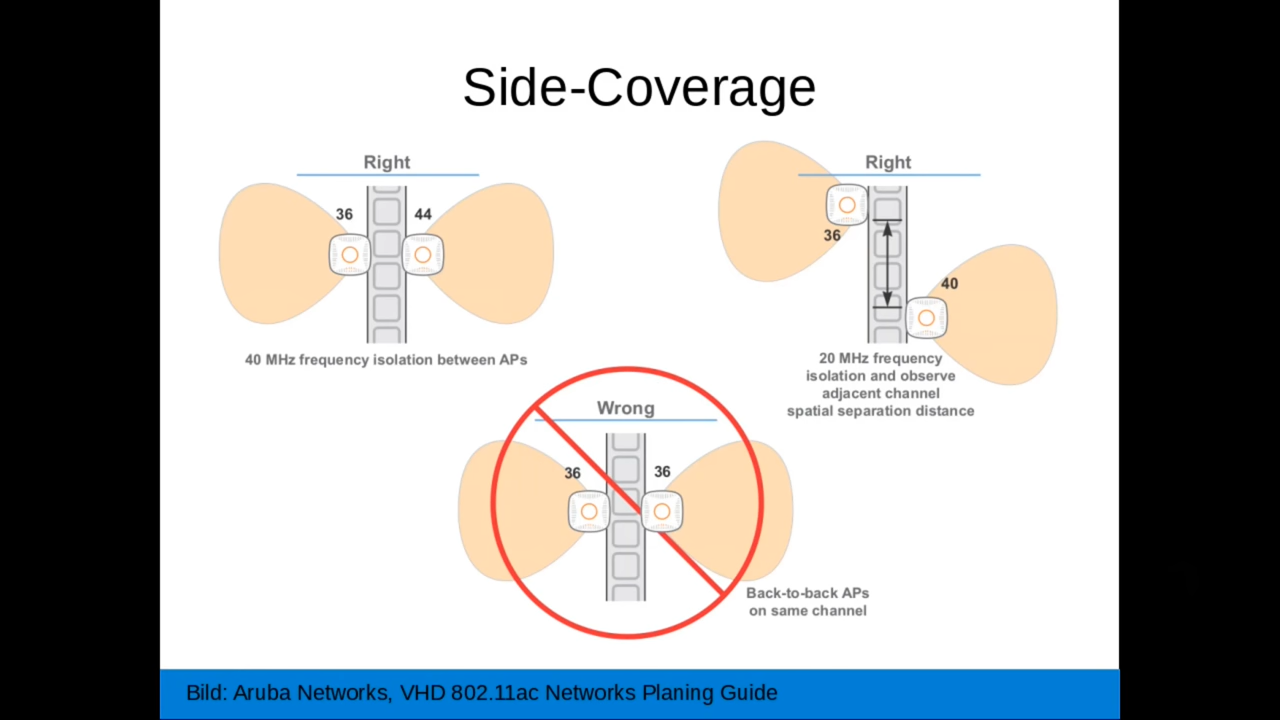 Side-Coverage
Right
36
44
40 MHz frequency isolation between APs
Right
36
40
20 MHz frequency
isolation and observe
adjacent channel
spatial separation distance
Wrong
36
36
Back-to-back APs
on same channel
Bild: Aruba Networks, VHD 802.11ac Networks Planing Guide